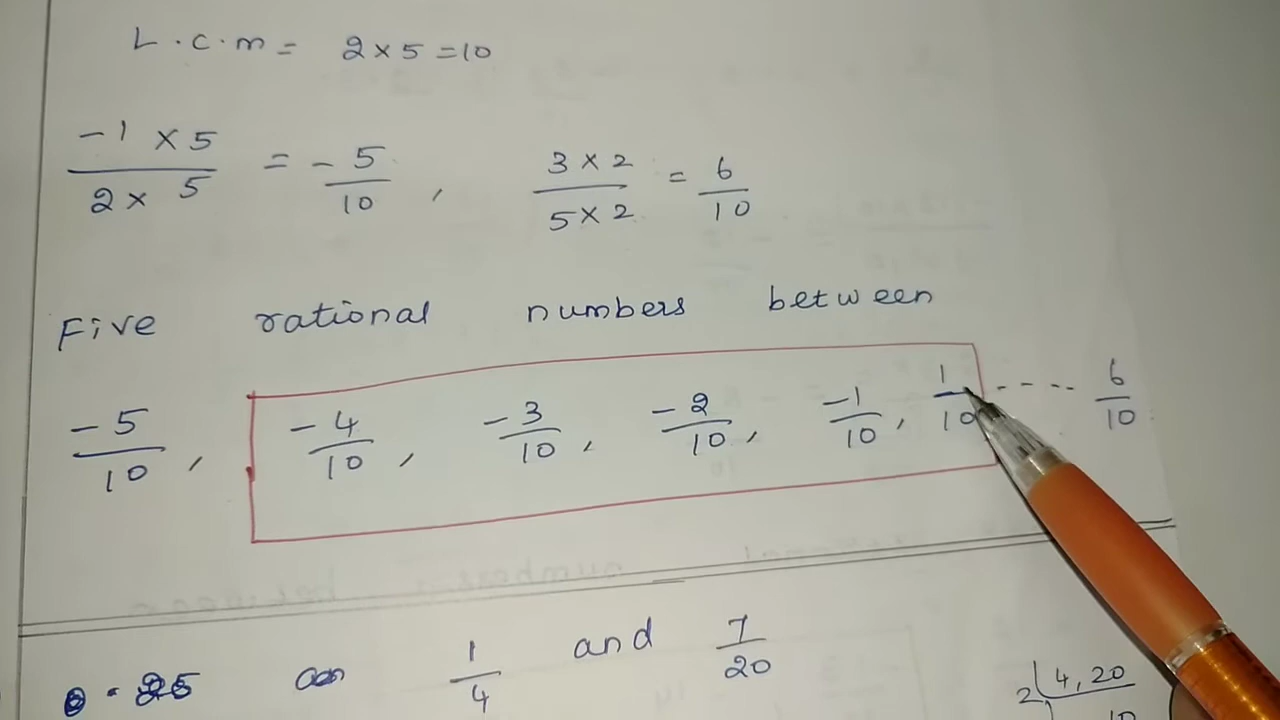 L.c.m = 2 × 5 = 10
-1 × 5 / 2 × 5 = -5/10 , 3 × 2 / 5 × 2 = 6/10
Five rational numbers between
-5/10 , -4/10 , -3/10 , -2/10 , -1/10 , 1/10 ---- 6/10
1/4 and 7/20
2 4, 20
10